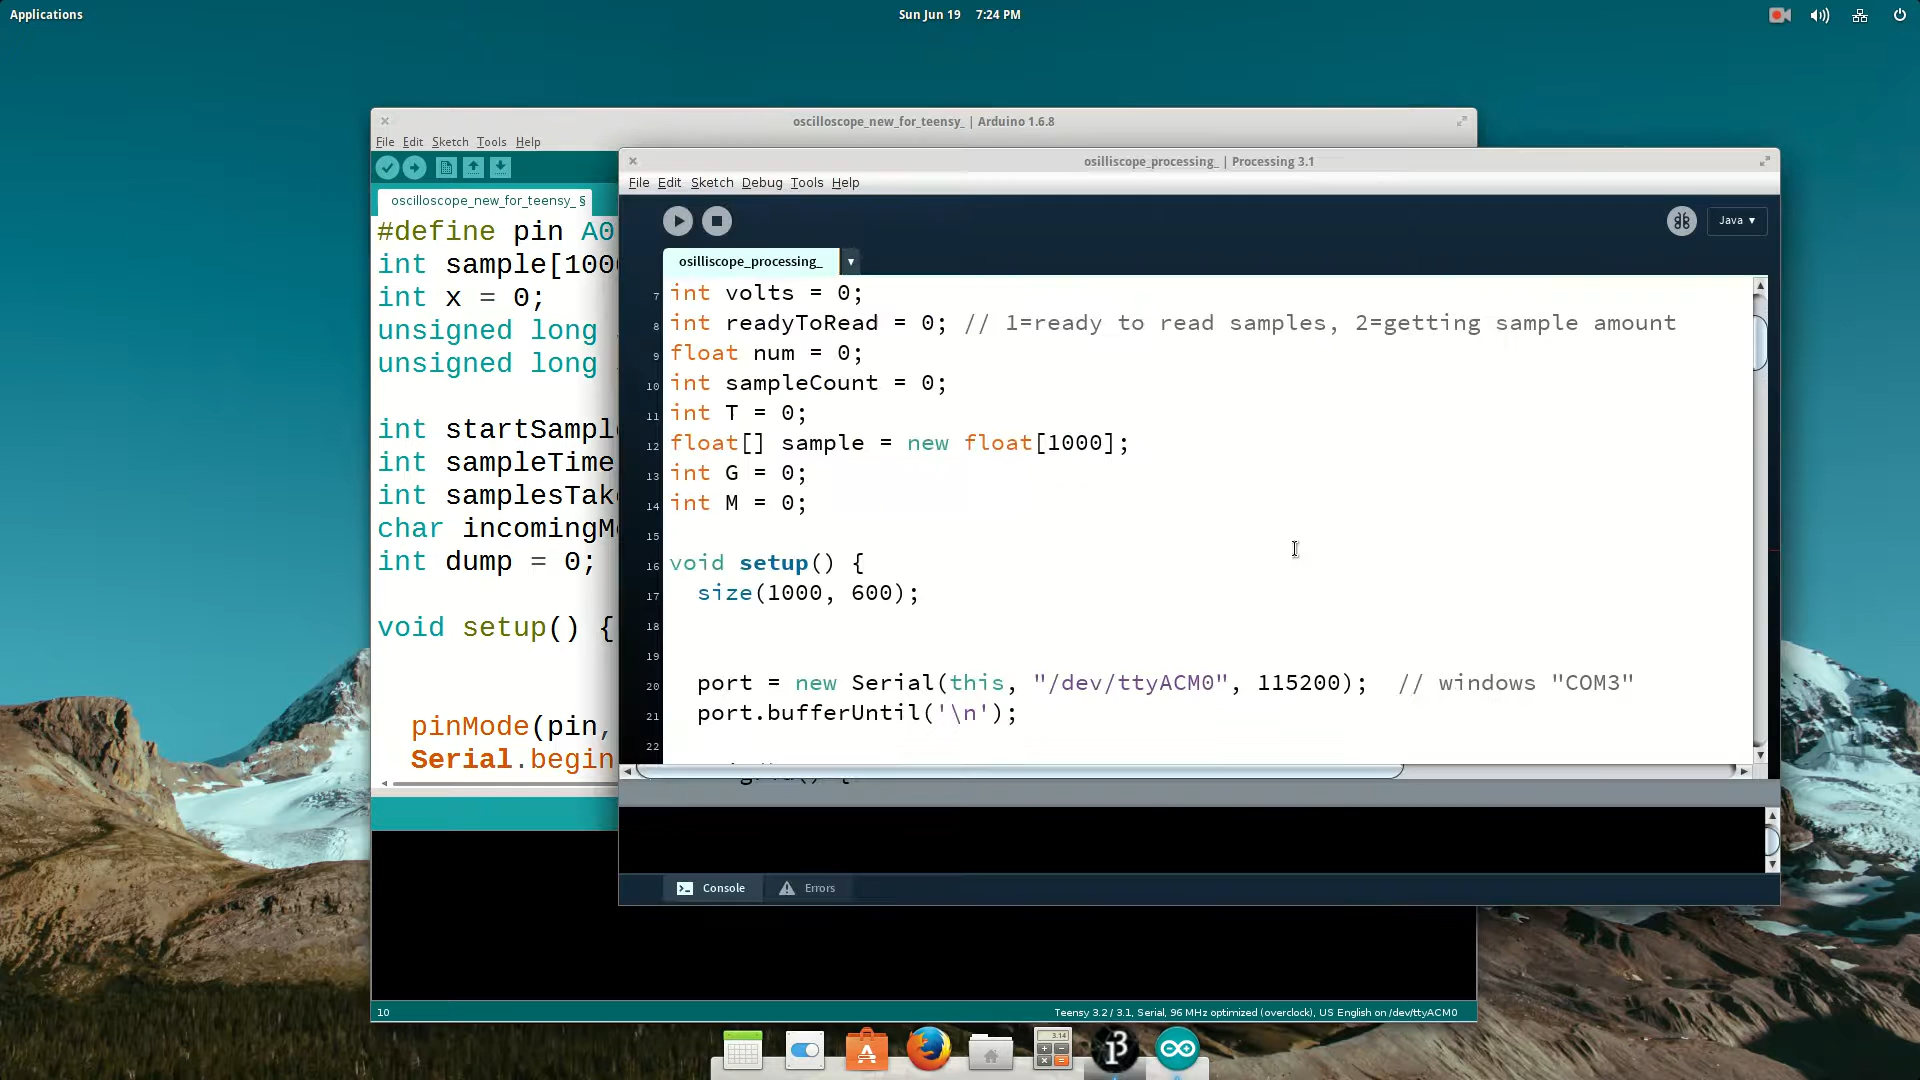 Applications
Sun Jun 19 7:24 PM
oscilloscope_new_for_teensy_ | Arduino 1.6.8
File Edit Sketch Tools Help
oscilloscope_new_for_teensy_ §
#define pin A0
int sample[100
int x = 0;
unsigned long
unsigned long
int startSampl
int sampleTime
int samplesTak
char incomingM
int dump = 0;
void setup() {
pinMode(pin,
Serial.begin
10
Teensy 3.2 / 3.1, Serial, 96 MHz optimized (overclock), US English on /dev/ttyACM0
osilliscope_processing_ | Processing 3.1
File Edit Sketch Debug Tools Help
Java
osilliscope_processing_
7 int volts = 0;
8 int readyToRead = 0; // 1=ready to read samples, 2=getting sample amount
9 float num = 0;
10 int sampleCount = 0;
11 int T = 0;
12 float[] sample = new float[1000];
13 int G = 0;
14 int M = 0;
15
16 void setup() {
17 size(1000, 600);
18
19
20 port = new Serial(this, "/dev/ttyACM0", 115200); // windows "COM3"
21 port.bufferUntil('\n');
22
Console Errors
3.14